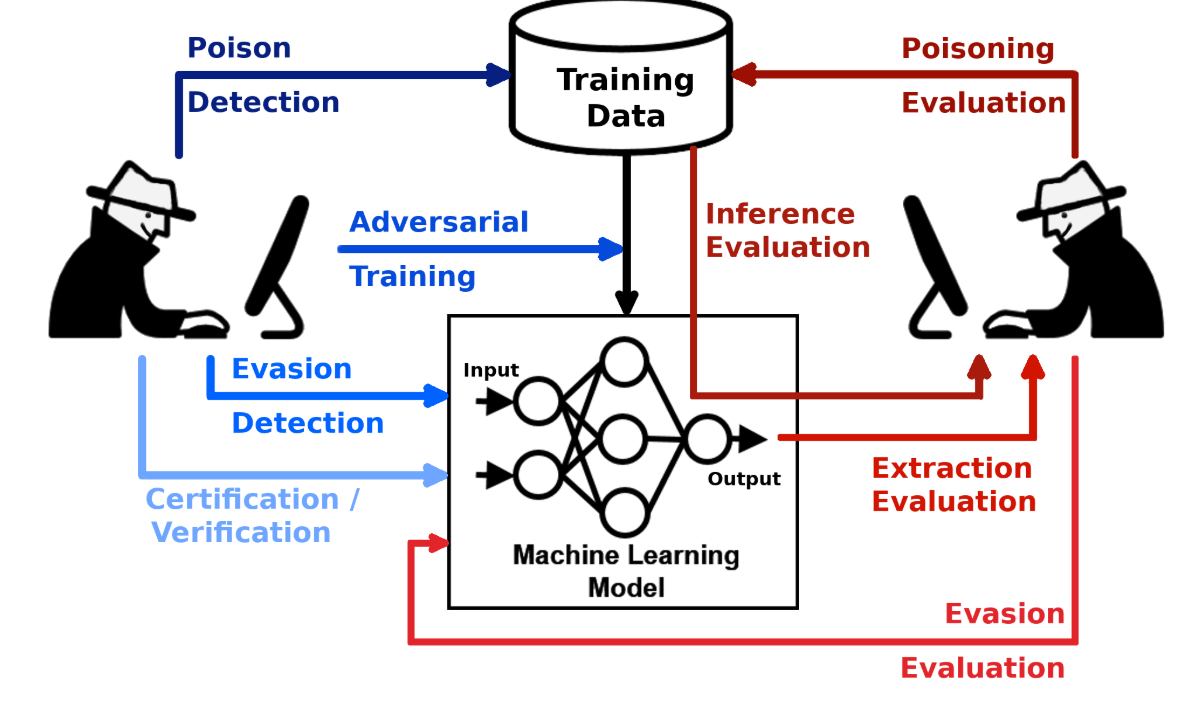 Poison
Detection
Training
Data
Poisoning
Evaluation
Adversarial
Training
Inference
Evaluation
Evasion
Detection
Certification /
Verification
Input
Output
Machine Learning
Model
Extraction
Evaluation
Evasion
Evaluation